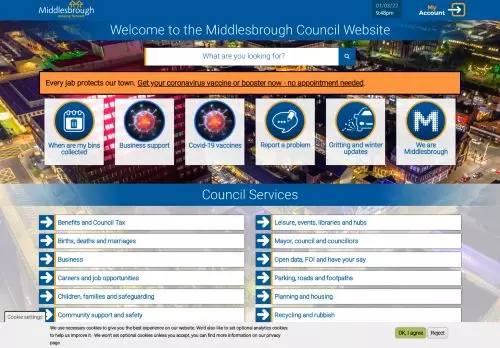 Middlesbrough
moving forward
01/03/22
9:48pm
My
Account
Welcome to the Middlesbrough Council Website
What are you looking for?
Every jab protects our town. Get your coronavirus vaccine or booster now - no appointment needed.
When are my bins
collected
Business support
Covid-19 vaccines
Report a problem
Gritting and winter
updates
We are
Middlesbrough
Council Services
Benefits and Council Tax
Leisure, events, libraries and hubs
Births, deaths and marriages
Mayor, council and councillors
Business
Open data, FOI and have your say
Careers and job opportunities
Parking, roads and footpaths
Children, families and safeguarding
Planning and housing
Community support and safety
Recycling and rubbish
Cookie settings
We use necessary cookies to give you the best experience on our website. We'd also like to set optional analytics cookies
to help us improve it. We won't set optional cookies unless you accept, you can find more information on our privacy
page
OK, I agree
Reject